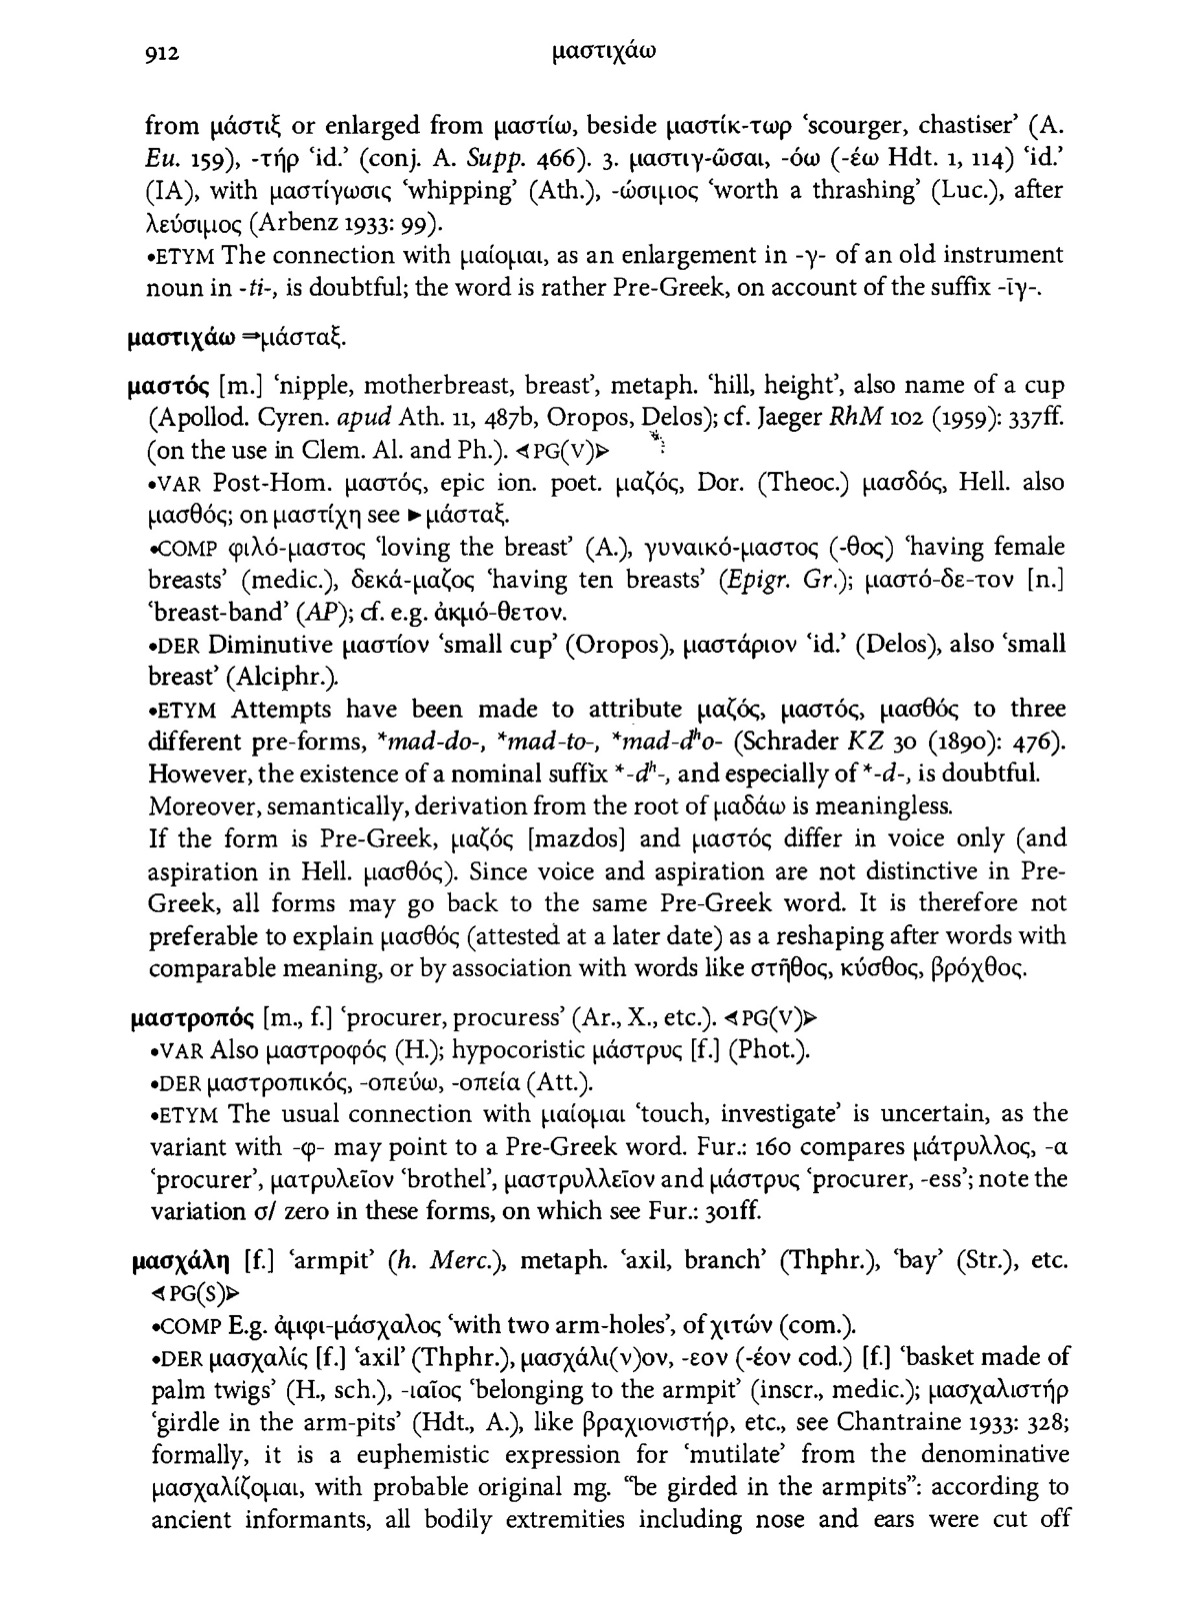 912 μαστιχάω
from μάστιξ or enlarged from μαστίω, beside μαστίκ-τωρ ‘scourger, chastiser’ (A.
Eu. 159), -τήρ ‘id.’ (conj. A. Supp. 466). 3. μαστιγ-ῶσαι, -όω (-έω Hdt. 1, 114) ‘id.’
(IA), with μαστίγωσις ‘whipping’ (Ath.), -ώσιμος ‘worth a thrashing’ (Luc.), after
λεύσιμος (Arbenz 1933: 99).
•ETYM The connection with μαίομαι, as an enlargement in -γ- of an old instrument
noun in -ti-, is doubtful; the word is rather Pre-Greek, on account of the suffix -ῑγ-.
μαστιχάω ⇒μάσταξ.
μαστός [m.] ‘nipple, motherbreast, breast’, metaph. ‘hill, height’, also name of a cup
(Apollod. Cyren. apud Ath. 11, 487b, Oropos, Delos); cf. Jaeger RhM 102 (1959): 337ff.
(on the use in Clem. Al. and Ph.). ⊲PG(V)⊳
•VAR Post-Hom. μαστός, epic ion. poet. μαζός, Dor. (Theoc.) μασδός, Hell. also
μασθός; on μαστίχη see ►μάσταξ.
•COMP φιλό-μαστος ‘loving the breast’ (A.), γυναικό-μαστος (-θος) ‘having female
breasts’ (medic.), δεκά-μαζος ‘having ten breasts’ (Epigr. Gr.); μαστό-δε-τον [n.]
‘breast-band’ (AP); cf. e.g. ἀκμό-θετον.
•DER Diminutive μαστίον ‘small cup’ (Oropos), μαστάριον ‘id.’ (Delos), also ‘small
breast’ (Alciphr.).
•ETYM Attempts have been made to attribute μαζός, μαστός, μασθός to three
different pre-forms, *mad-do-, *mad-to-, *mad-dʰo- (Schrader KZ 30 (1890): 476).
However, the existence of a nominal suffix *-dʰ-, and especially of *-d-, is doubtful.
Moreover, semantically, derivation from the root of μαδάω is meaningless.
If the form is Pre-Greek, μαζός [mazdos] and μαστός differ in voice only (and
aspiration in Hell. μασθός). Since voice and aspiration are not distinctive in Pre-
Greek, all forms may go back to the same Pre-Greek word. It is therefore not
preferable to explain μασθός (attested at a later date) as a reshaping after words with
comparable meaning, or by association with words like στῆθος, κύσθος, βρόχθος.
μαστροπός [m., f.] ‘procurer, procuress’ (Ar., X., etc.). ⊲PG(V)⊳
•VAR Also μαστροφός (H.); hypocoristic μάστρυς [f.] (Phot.).
•DER μαστροπικός, -οπεύω, -οπεία (Att.).
•ETYM The usual connection with μαίομαι ‘touch, investigate’ is uncertain, as the
variant with -φ- may point to a Pre-Greek word. Fur.: 160 compares μάτρυλλος, -α
‘procurer’, ματρυλεῖον ‘brothel’, μαστρυλλεῖον and μάστρυς ‘procurer, -ess’; note the
variation σ/ zero in these forms, on which see Fur.: 301ff.
μασχάλη [f.] ‘armpit’ (h. Merc.), metaph. ‘axil, branch’ (Thphr.), ‘bay’ (Str.), etc.
⊲PG(S)⊳
•COMP E.g. ἀμφι-μάσχαλος ‘with two arm-holes’, of χιτών (com.).
•DER μασχαλίς [f.] ‘axil’ (Thphr.), μασχάλι(ν)ον, -εον (-έον cod.) [f.] ‘basket made of
palm twigs’ (H., sch.), -ιαῖος ‘belonging to the armpit’ (inscr., medic.); μασχαλιστήρ
‘girdle in the arm-pits’ (Hdt., A.), like βραχιονιστήρ, etc., see Chantraine 1933: 328;
formally, it is a euphemistic expression for ‘mutilate’ from the denominative
μασχαλίζομαι, with probable original mg. “be girded in the armpits”: according to
ancient informants, all bodily extremities including nose and ears were cut off